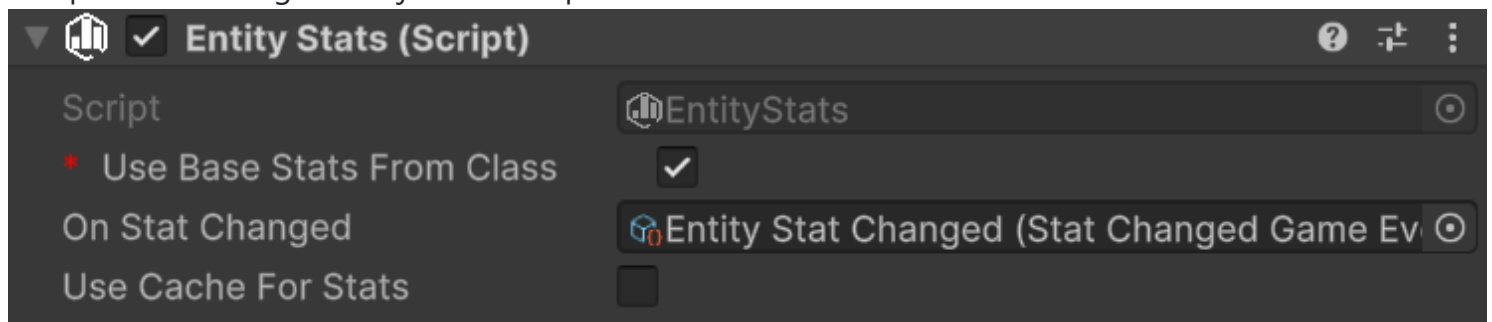 Entity Stats (Script)
Script EntityStats
* Use Base Stats From Class
On Stat Changed Entity Stat Changed (Stat Changed Game Ev
Use Cache For Stats